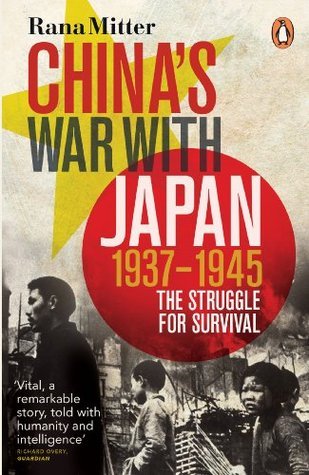 Rana Mitter
CHINA'S
WAR WITH
JAPAN
1937–1945
THE STRUGGLE
FOR SURVIVAL
'Vital, a
remarkable
story, told with
humanity and
intelligence'
RICHARD OVERY,
GUARDIAN